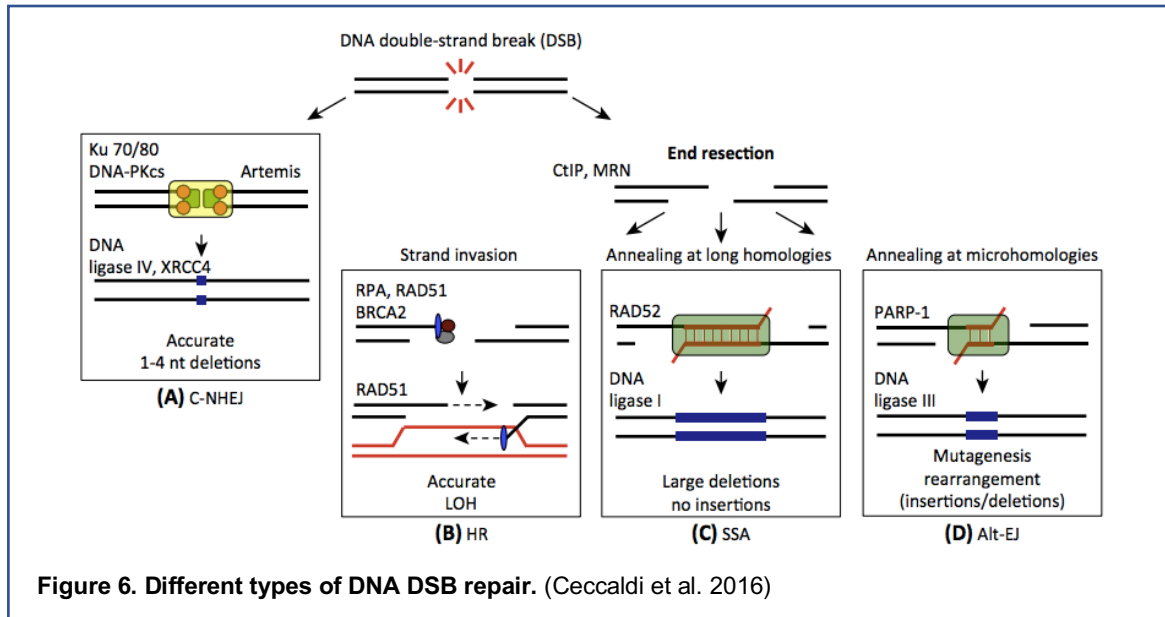 DNA double-strand break (DSB)
Ku 70/80
DNA-PKcs
Artemis
DNA
ligase IV, XRCC4
Accurate
1-4 nt deletions
(A) C-NHEJ
End resection
CtIP, MRN
Strand invasion
RPA, RAD51
BRCA2
RAD51
Accurate
LOH
(B) HR
Annealing at long homologies
RAD52
DNA
ligase I
Large deletions
no insertions
(C) SSA
Annealing at microhomologies
PARP-1
DNA
ligase III
Mutagenesis
rearrangement
(insertions/deletions)
(D) Alt-EJ
Figure 6. Different types of DNA DSB repair. (Ceccaldi et al. 2016)